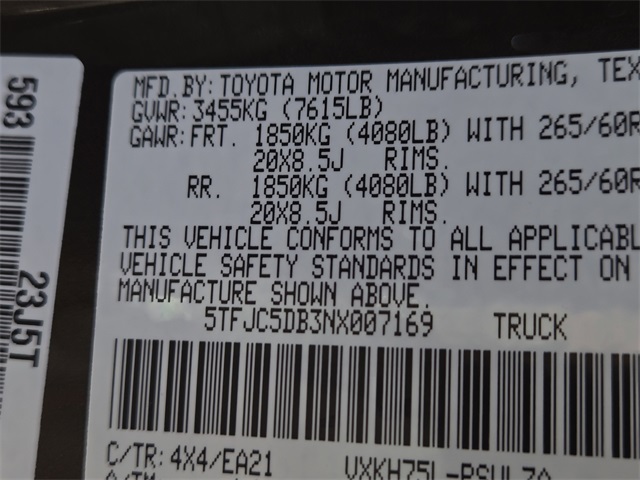 MFD.BY: TOYOTA MOTOR MANUFACTURING, TEX
GVWR: 3455KG (7615LB)
GAWR: FRT. 1850KG (4080LB) WITH 265/60R
20X8.5J RIMS.
RR. 1850KG (4080LB) WITH 265/60R
20X8.5J RIMS.
THIS VEHICLE CONFORMS TO ALL APPLICABL
VEHICLE SAFETY STANDARDS IN EFFECT ON
MANUFACTURE SHOWN ABOVE.
5TFJC5DB3NX007169 TRUCK
C/TR: 4X4/EA21
593
23J5T